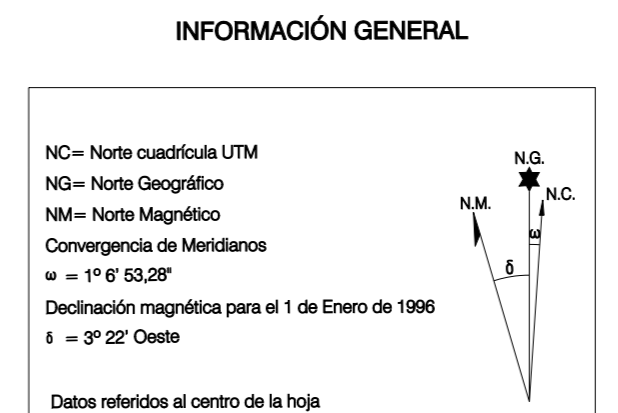 INFORMACIÓN GENERAL
NC= Norte cuadrícula UTM
NG= Norte Geográfico
NM= Norte Magnético
Convergencia de Meridianos
ω = 1º 6' 53,28"
Declinación magnética para el 1 de Enero de 1996
δ = 3º 22' Oeste
Datos referidos al centro de la hoja
N.G.
N.M.
N.C.
ω
δ